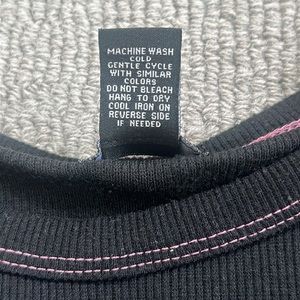 MACHINE WASH
COLD
GENTLE CYCLE
WITH SIMILAR
COLORS
DO NOT BLEACH
HANG TO DRY
COOL IRON ON
REVERSE SIDE
IF NEEDED